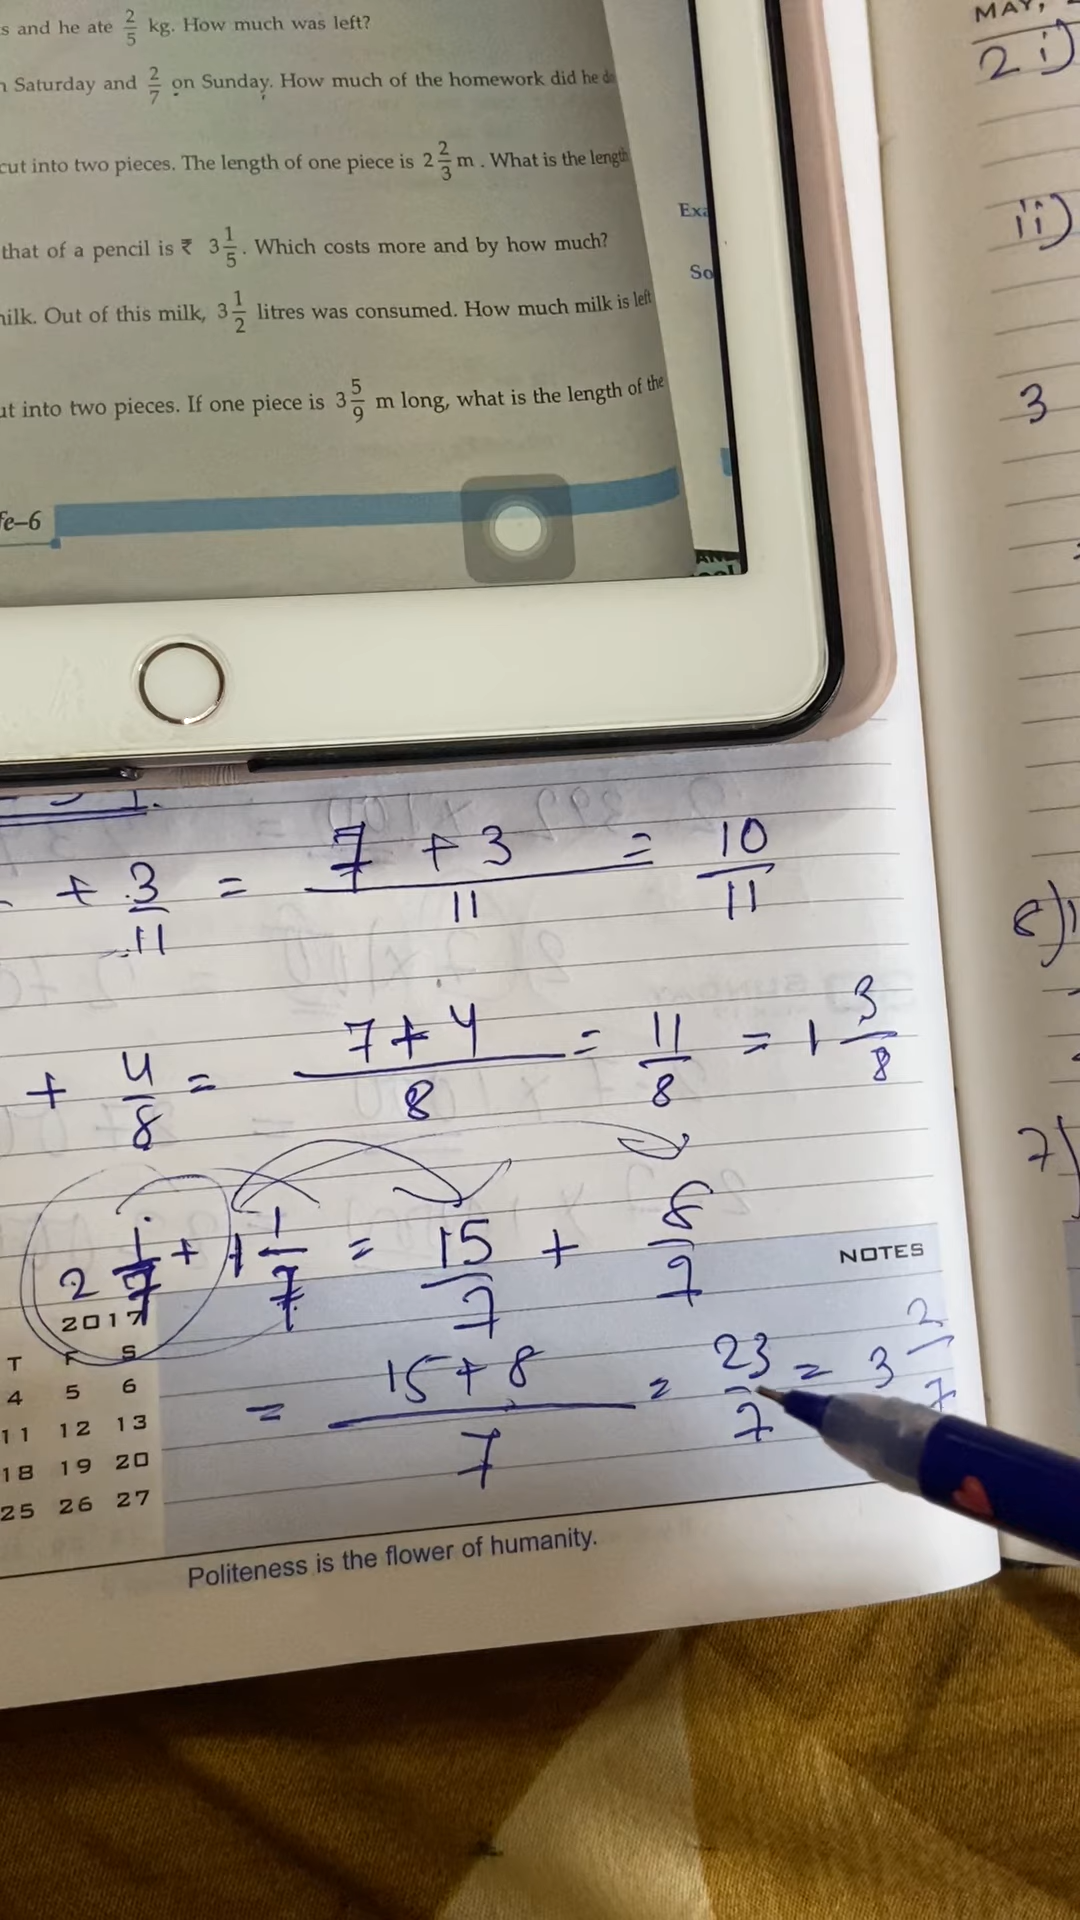 s and he ate 2/5 kg. How much was left?
n Saturday and 2/7 on Sunday. How much of the homework did he do
cut into two pieces. The length of one piece is 2 2/3 m . What is the length
that of a pencil is ₹ 3 1/5. Which costs more and by how much?
milk. Out of this milk, 3 1/2 litres was consumed. How much milk is left
ut into two pieces. If one piece is 3 5/9 m long, what is the length of the
fe–6
Exa
So
MAY,
2 i)
ii)
3
8)
7)
+ 3/11 = (7 + 3)/11 = 10/11
+ 4/8 = (7 + 4)/8 = 11/8 = 1 3/8
2 1/7 + 1 1/7 = 15/7 + 8/7
= (15 + 8)/7 = 23/7 = 3 2/7
NOTES
2017
T F S
4 5 6
11 12 13
18 19 20
25 26 27
Politeness is the flower of humanity.